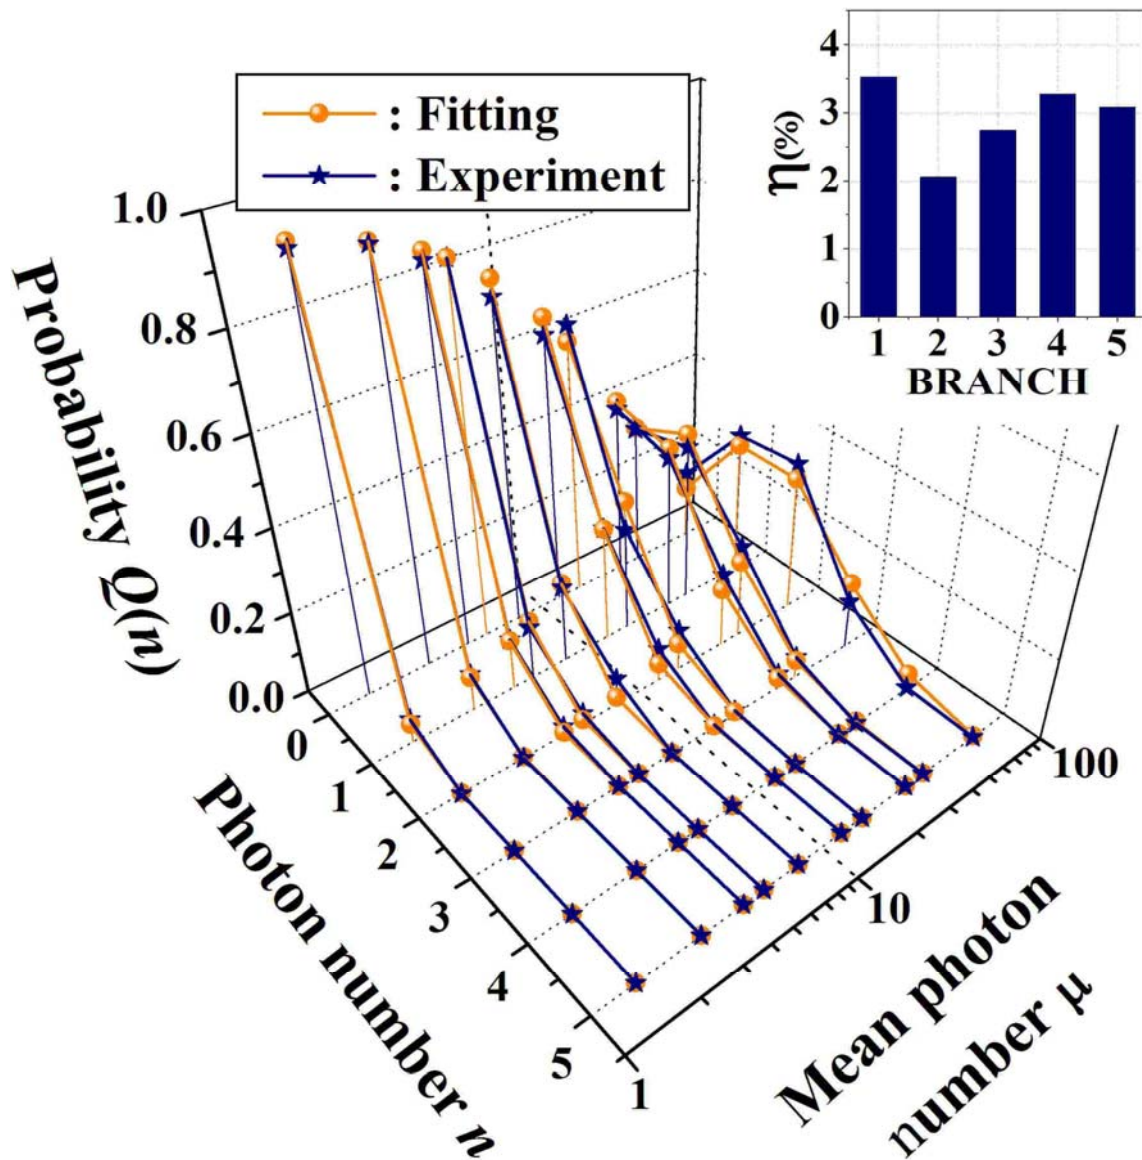 : Fitting
: Experiment
4
3
2
1
0
η(%)
1 2 3 4 5
BRANCH
1.0
0.8
0.6
0.4
0.2
0.0
Probability Q(n)
0
1
2
3
4
5
Photon number n
1
10
100
Mean photon
number μ